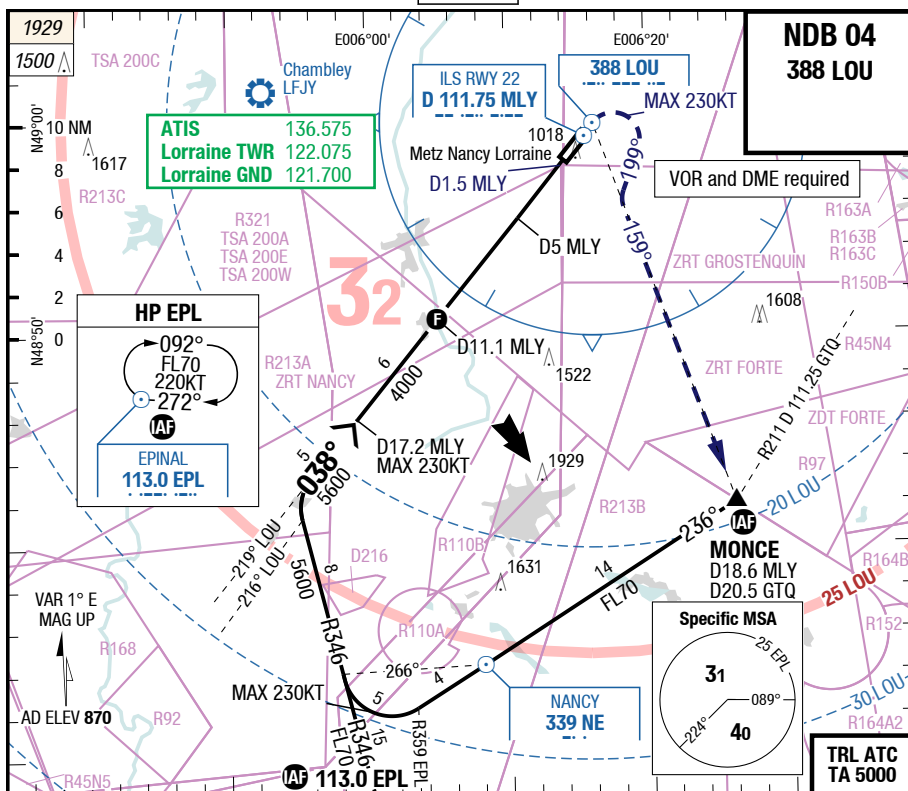 1929
1500
TSA 200C
E006°00'
E006°20'
NDB 04
388 LOU
Chambley
LFJY
ILS RWY 22
D 111.75 MLY
388 LOU
MAX 230KT
N49°00'
10 NM
8
6
4
2
0
N48°50'
1617
R213C
ATIS 136.575
Lorraine TWR 122.075
Lorraine GND 121.700
1018
Metz Nancy Lorraine
D1.5 MLY
199°
VOR and DME required
R163A
R163B
R163C
R150B
R321
TSA 200A
TSA 200E
TSA 200W
32
D5 MLY
159°
ZRT GROSTENQUIN
1608
HP EPL
092°
FL70
220KT
272°
IAF
EPINAL
113.0 EPL
R213A
ZRT NANCY
F
D11.1 MLY
6
4000
1522
ZRT FORTE
R45N4
R211 D 111.25 GTQ
ZDT FORTE
D17.2 MLY
MAX 230KT
5
038°
5600
1929
R97
20 LOU
R213B
236°
IAF
MONCE
D18.6 MLY
D20.5 GTQ
219° LOU
216° LOU
D216
R110B
8
5600
1631
14
FL70
R164B
25 LOU
VAR 1° E
MAG UP
R168
R110A
R346
266°
R152
Specific MSA
25 EPL
31
089°
224°
40
30 LOU
R164A2
AD ELEV 870
R92
MAX 230KT
4
5
15
R346
FL70
R359 EPL
NANCY
339 NE
R45N5
IAF 113.0 EPL
TRL ATC
TA 5000